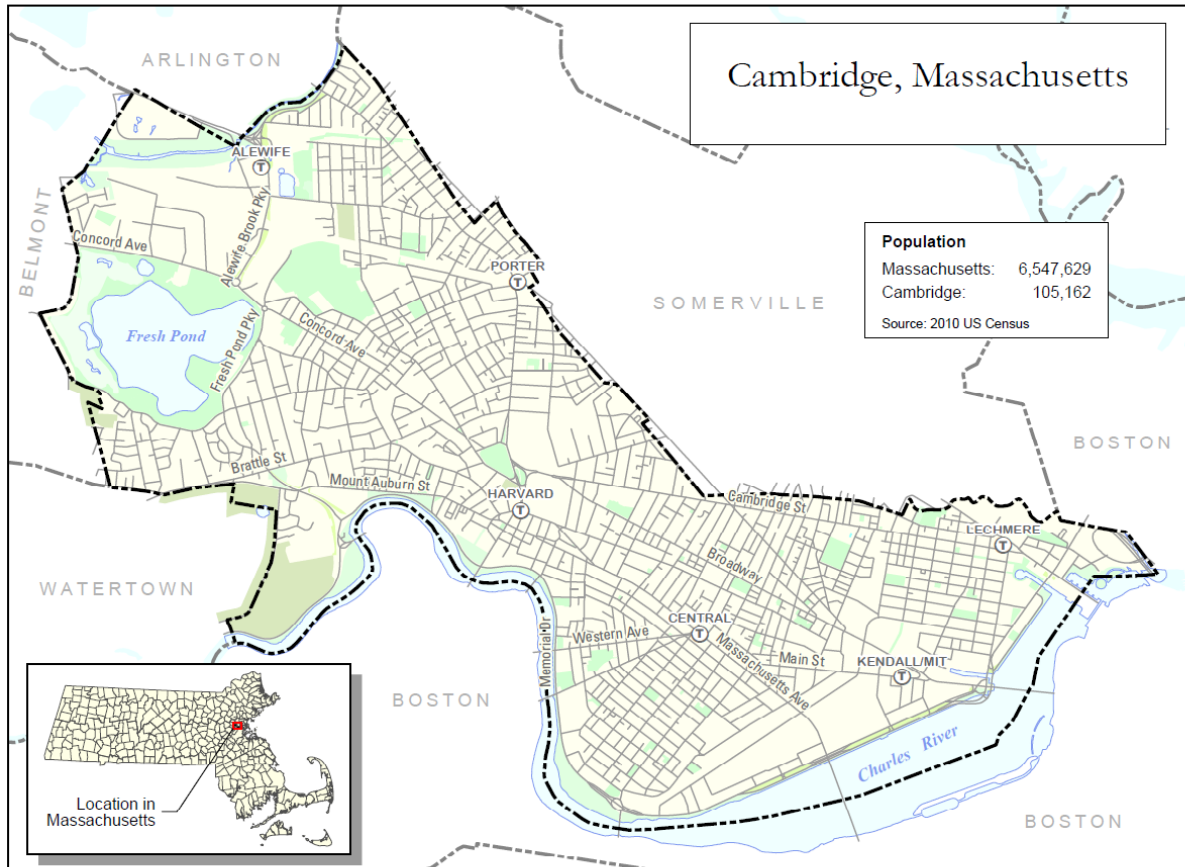 Cambridge, Massachusetts
ARLINGTON
ALEWIFE
T
BELMONT
Concord Ave
Alewife Brook Pky
PORTER
T
Population
Massachusetts: 6,547,629
Cambridge: 105,162
Source: 2010 US Census
SOMERVILLE
Fresh Pond
Fresh Pond Pky
Concord Ave
BOSTON
Brattle St
Mount Auburn St
HARVARD
T
Cambridge St
LECHMERE
T
Broadway
WATERTOWN
CENTRAL
T
Western Ave
Memorial Dr
Massachusetts Ave
Main St
KENDALL/MIT
T
BOSTON
Charles River
Location in
Massachusetts
BOSTON